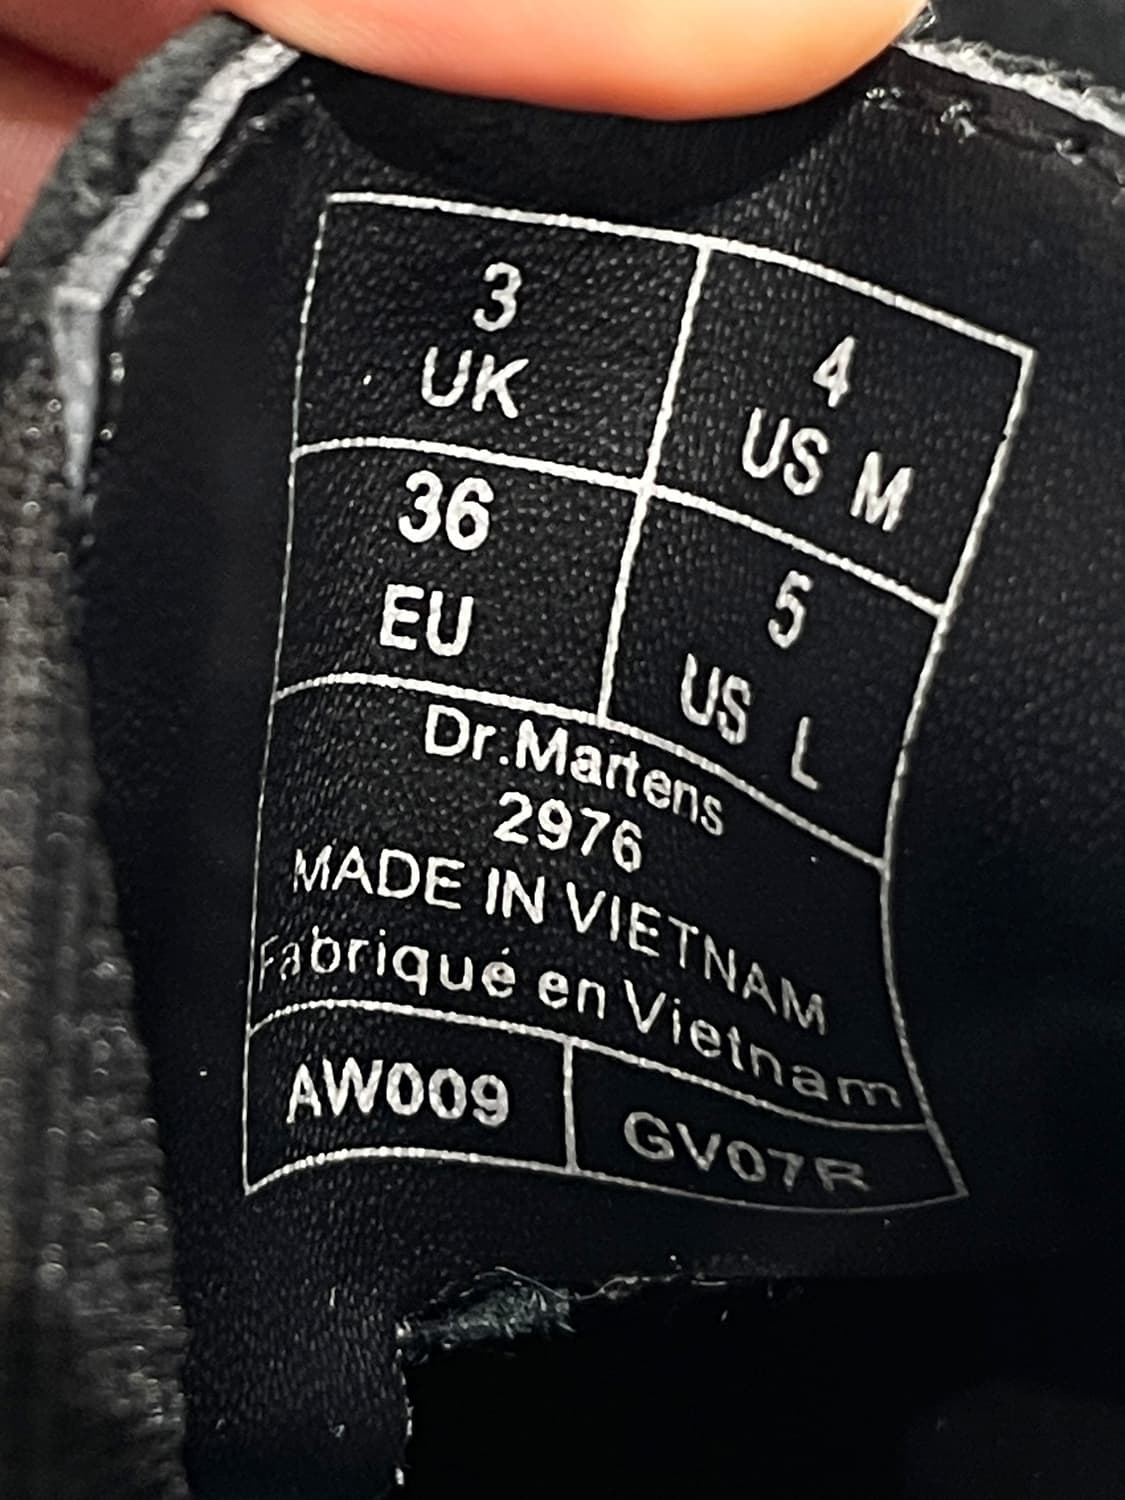 3
UK
4
US M
36
EU
5
US L
Dr.Martens
2976
MADE IN VIETNAM
Fabriqué en Vietnam
AW009
GV07R